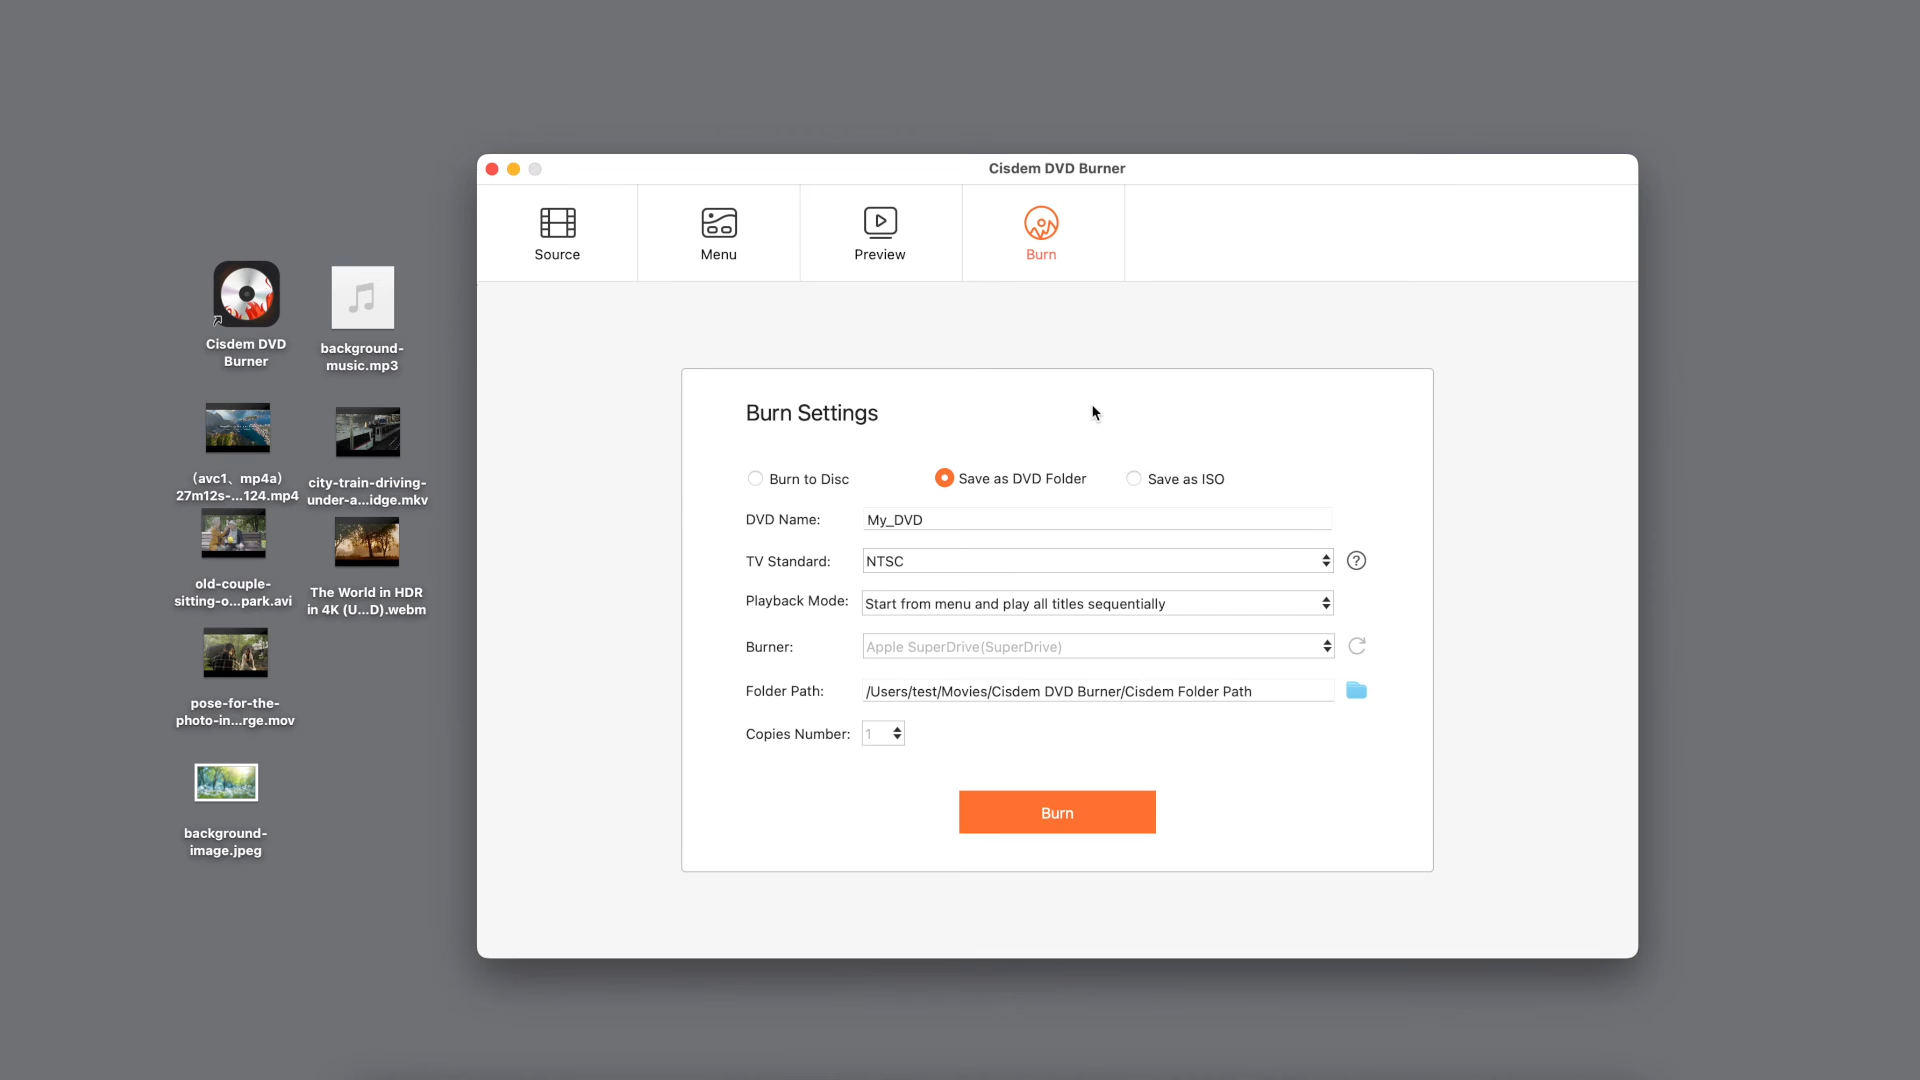 Cisdem DVD Burner
Source
Menu
Preview
Burn
Burn Settings
Burn to Disc
Save as DVD Folder
Save as ISO
DVD Name:
My_DVD
TV Standard:
NTSC
?
Playback Mode:
Start from menu and play all titles sequentially
Burner:
Apple SuperDrive(SuperDrive)
Folder Path:
/Users/test/Movies/Cisdem DVD Burner/Cisdem Folder Path
Copies Number:
1
Burn
Cisdem DVD
Burner
background-
music.mp3
(avc1、mp4a)
27m12s-...124.mp4
city-train-driving-
under-a...idge.mkv
old-couple-
sitting-o...park.avi
The World in HDR
in 4K (U...D).webm
pose-for-the-
photo-in...rge.mov
background-
image.jpeg